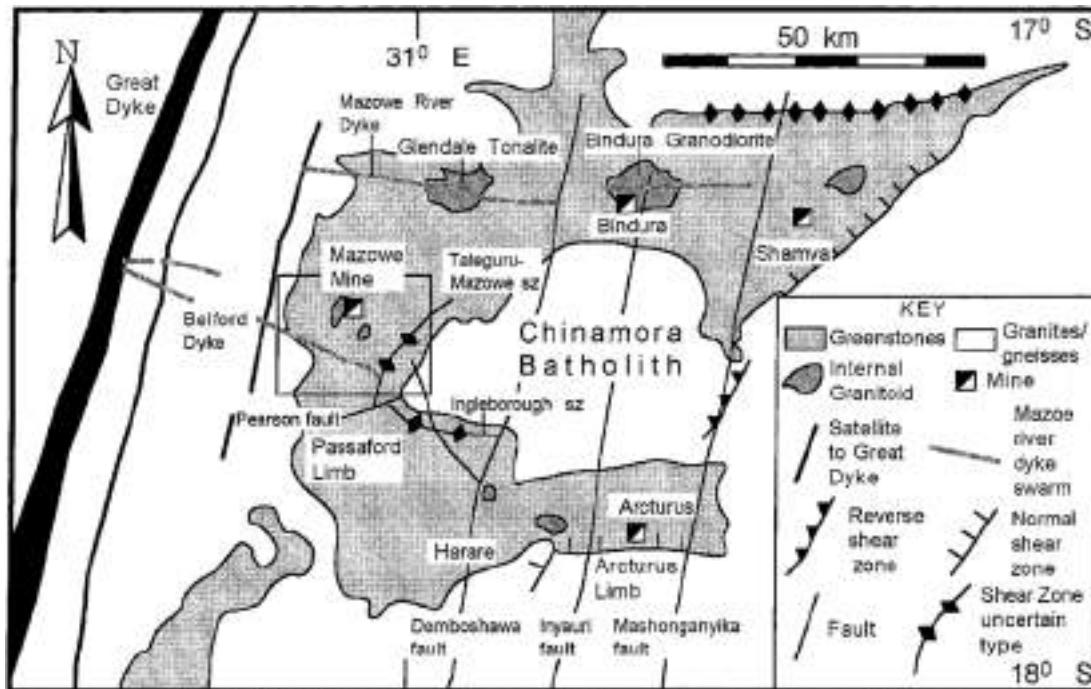 N
Great
Dyke
31⁰ E
50 km
17⁰ S
Mazowe River
Dyke
Glendale Tonalite
Bindura Granodiorite
Bindura
Shamva
Mazowe
Mine
Tateguru-
Mazowe sz
Belford
Dyke
Chinamora
Batholith
Pearson fault
Ingleborough sz
Passaford
Limb
Harare
Arcturus
Arcturus
Limb
Domboshawa
fault
Inyauri
fault
Mashonganyika
fault
KEY
Greenstones
Granites/
gneisses
Internal
Granitoid
Mine
Satellite
to Great
Dyke
Mazoe
river
dyke
swarm
Reverse
shear
zone
Normal
shear
zone
Fault
Shear Zone
uncertain
type
18⁰ S